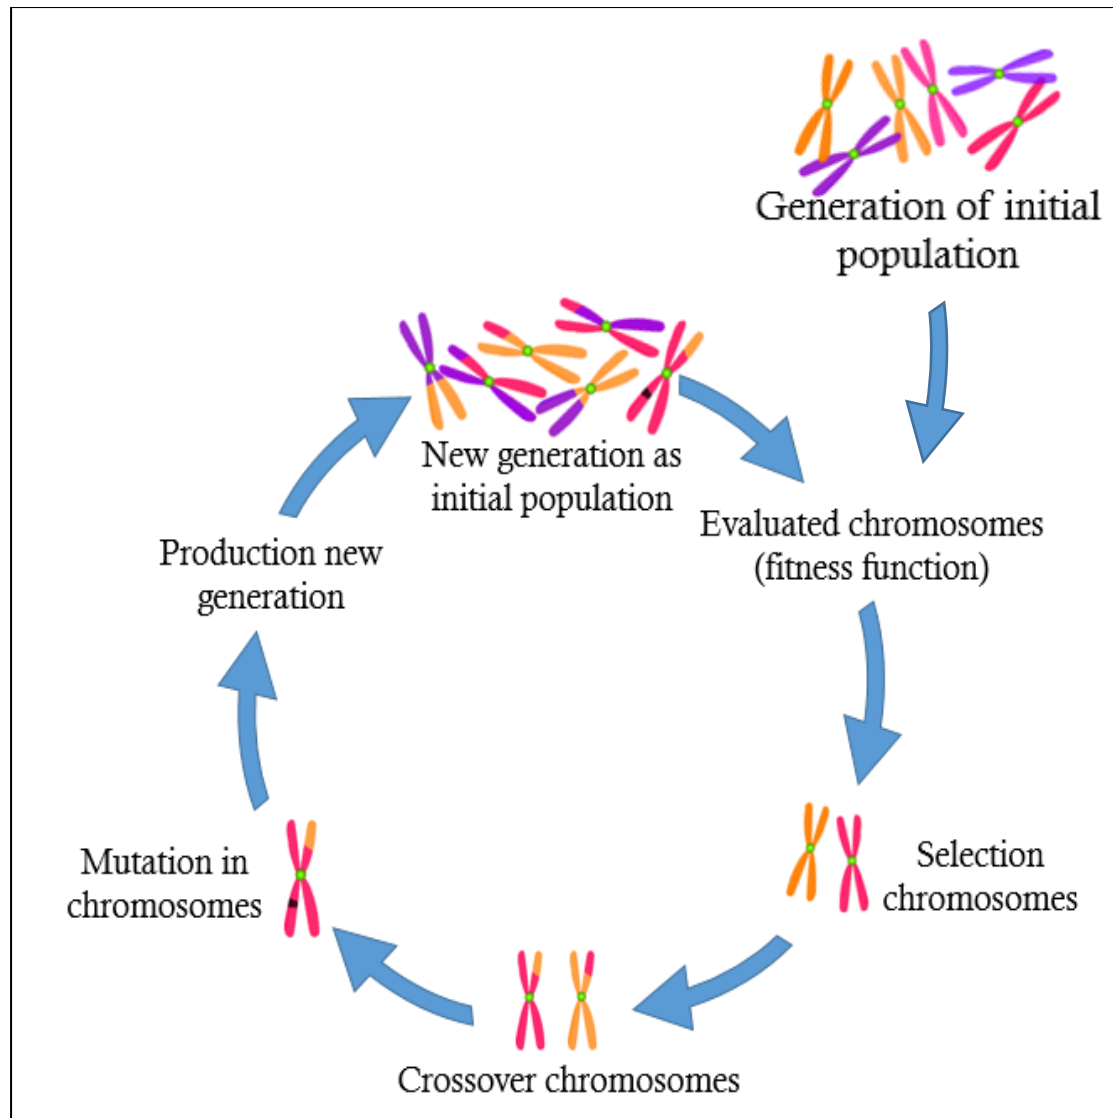 Generation of initial
population
New generation as
initial population
Evaluated chromosomes
(fitness function)
Production new
generation
Selection
chromosomes
Mutation in
chromosomes
Crossover chromosomes